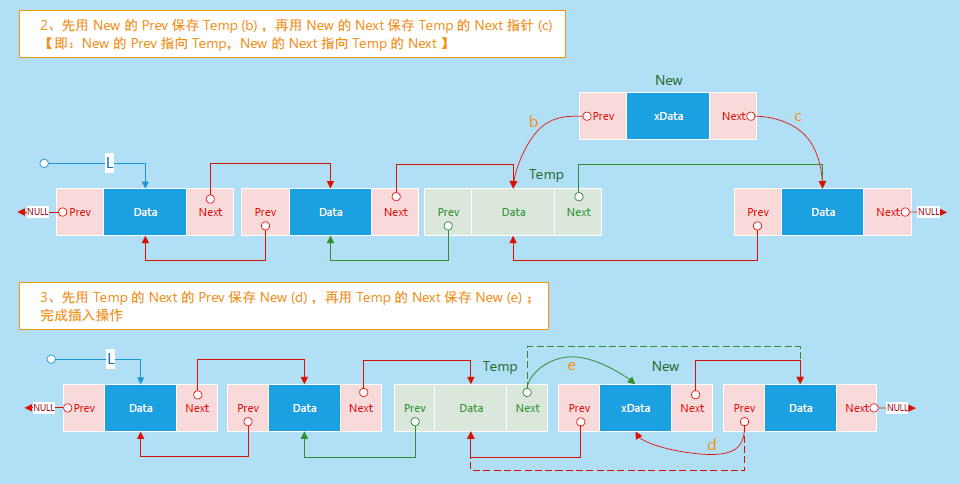 2、先用 New 的 Prev 保存 Temp (b) ，再用 New 的 Next 保存 Temp 的 Next 指针 (c)
【 即：New 的 Prev 指向 Temp，New 的 Next 指向 Temp 的 Next 】
New
Prev xData Next
b c
L
Temp
NULL Prev Data Next Prev Data Next Prev Data Next Prev Data Next NULL
3、先用 Temp 的 Next 的 Prev 保存 New (d) ，再用 Temp 的 Next 保存 New (e) ；
完成插入操作
L
Temp e New
NULL Prev Data Next Prev Data Next Prev Data Next Prev xData Next Prev Data Next NULL
d